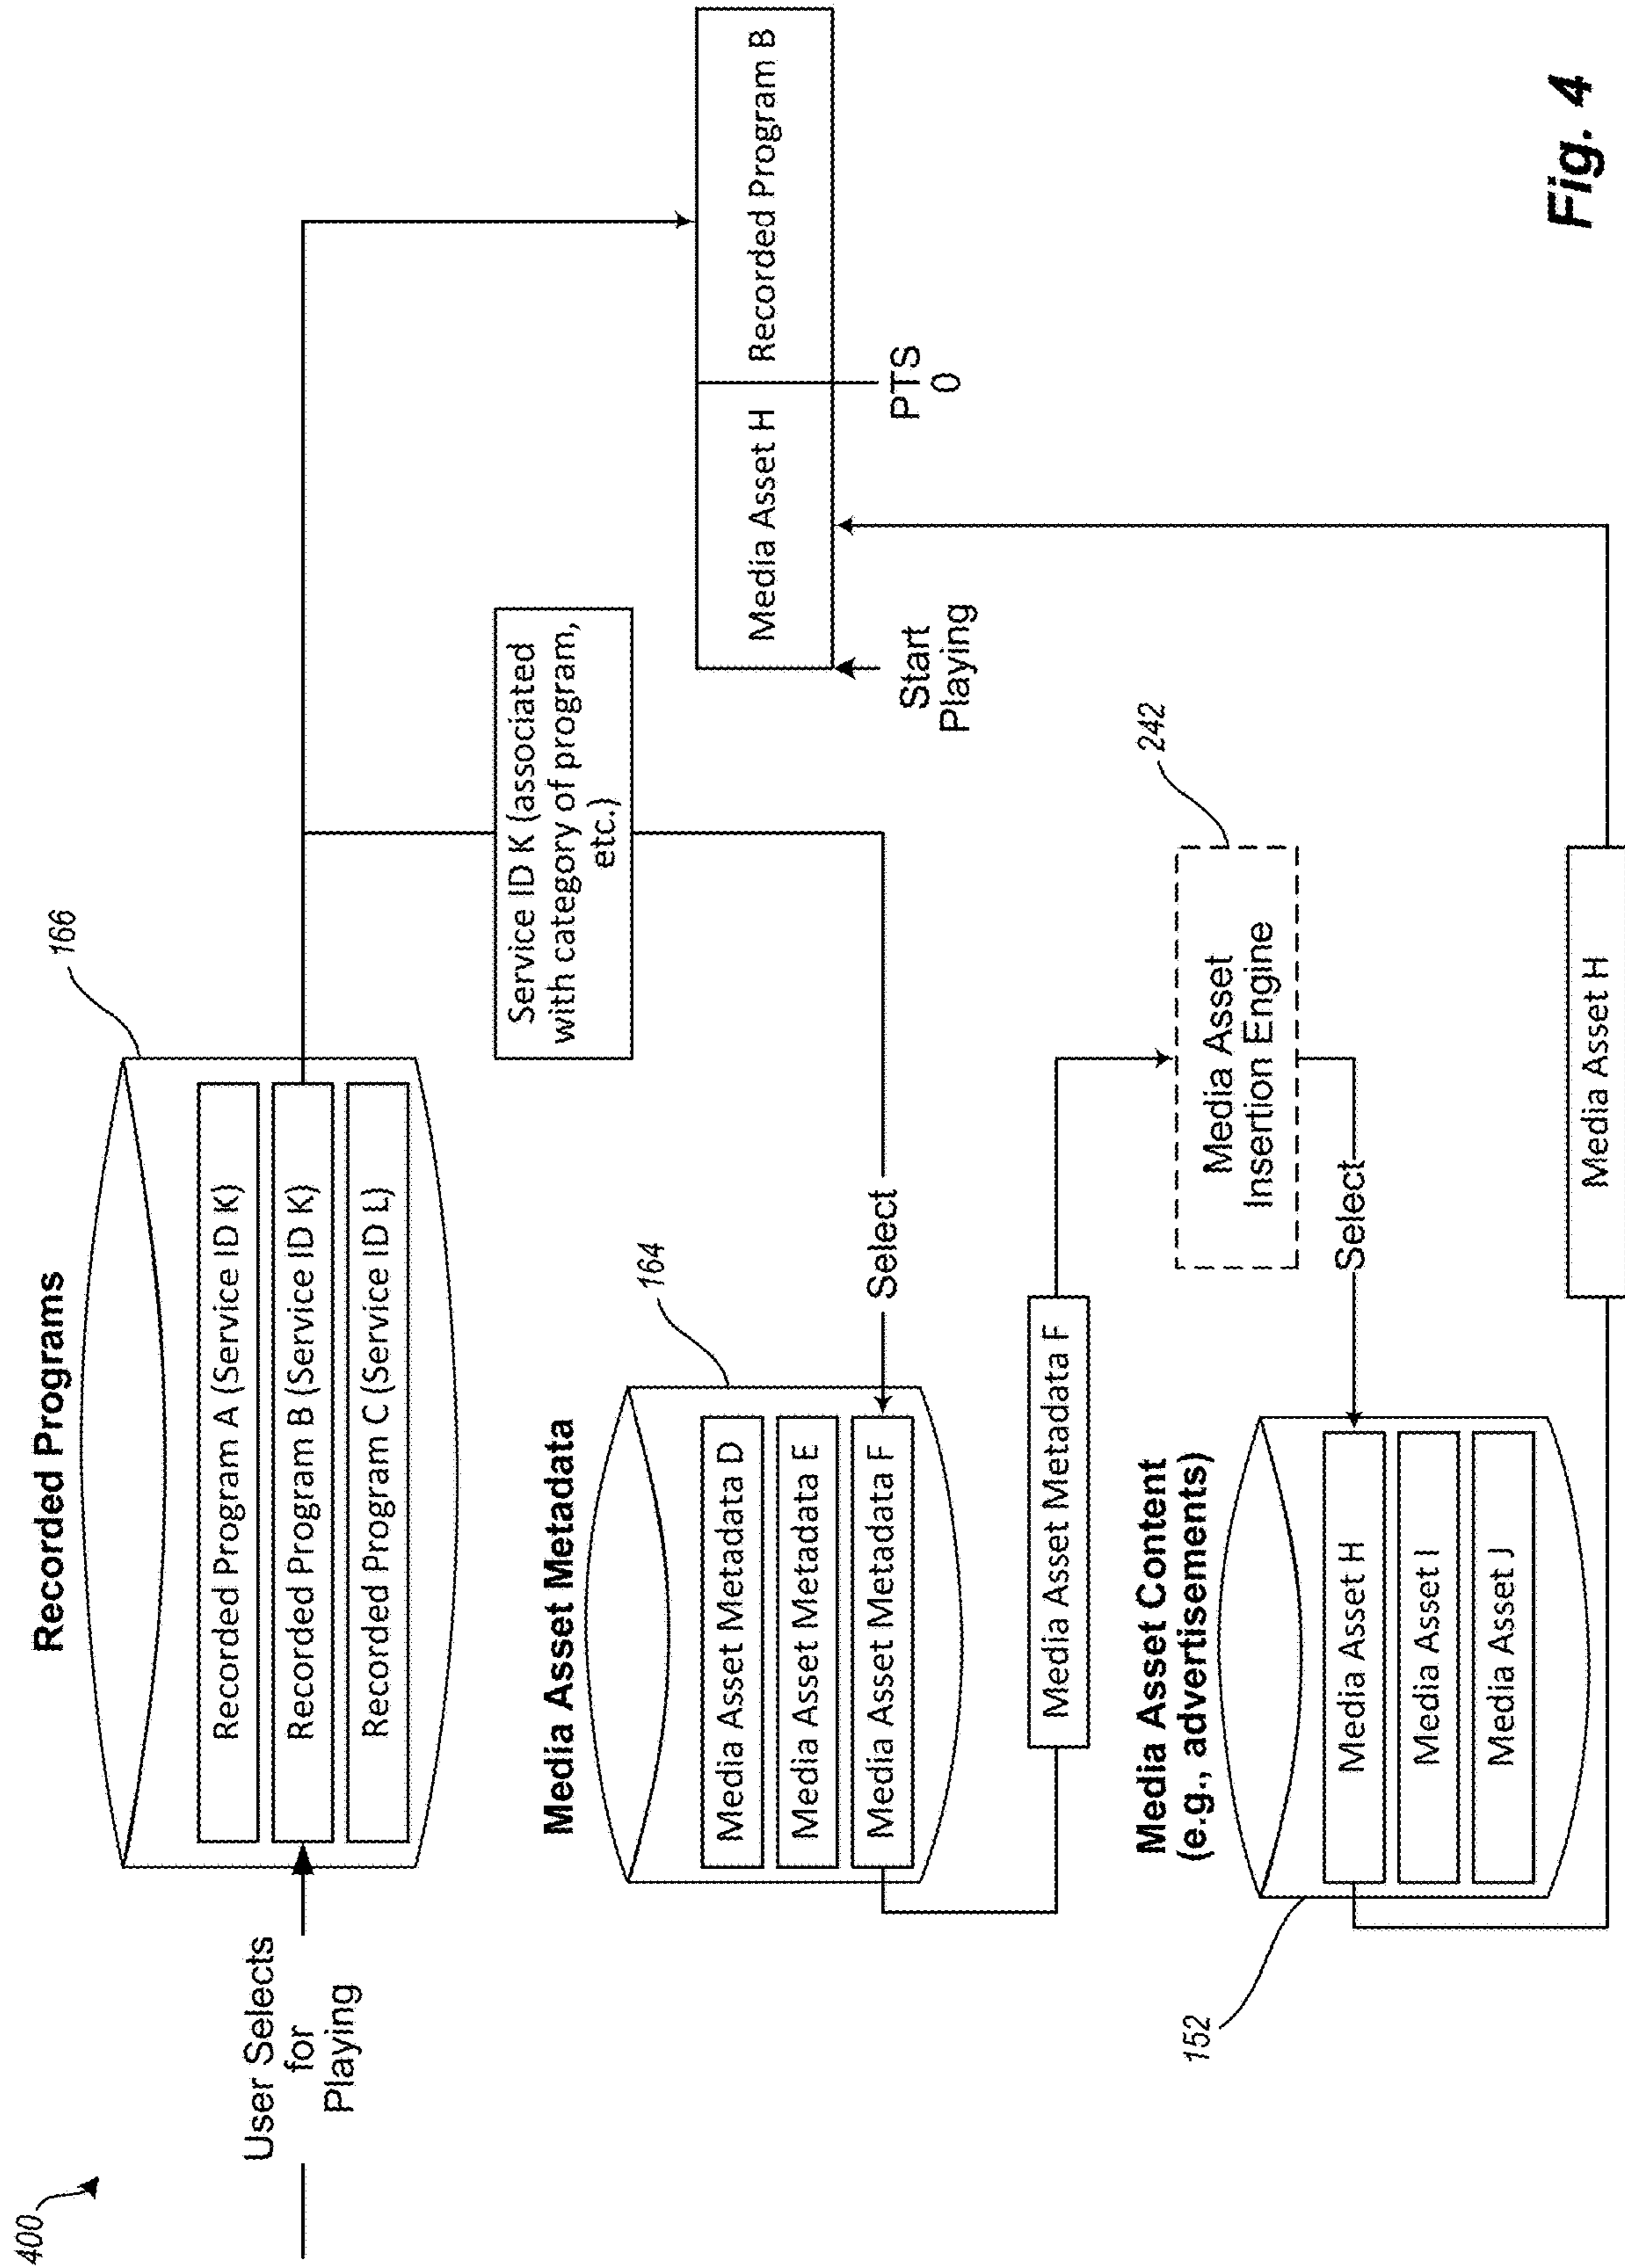 400
User Selects
for
Playing
Recorded Programs
166
Recorded Program A (Service ID K)
Recorded Program B (Service ID K)
Recorded Program C (Service ID L)
Service ID K (associated
with category of program,
etc.)
Media Asset H
Recorded Program B
Start
Playing
PTS
0
Media Asset Metadata
164
Media Asset Metadata D
Media Asset Metadata E
Media Asset Metadata F
Select
Media Asset Metadata F
242
Media Asset
Insertion Engine
Select
Media Asset Content
(e.g., advertisements)
152
Media Asset H
Media Asset I
Media Asset J
Media Asset H
Fig. 4